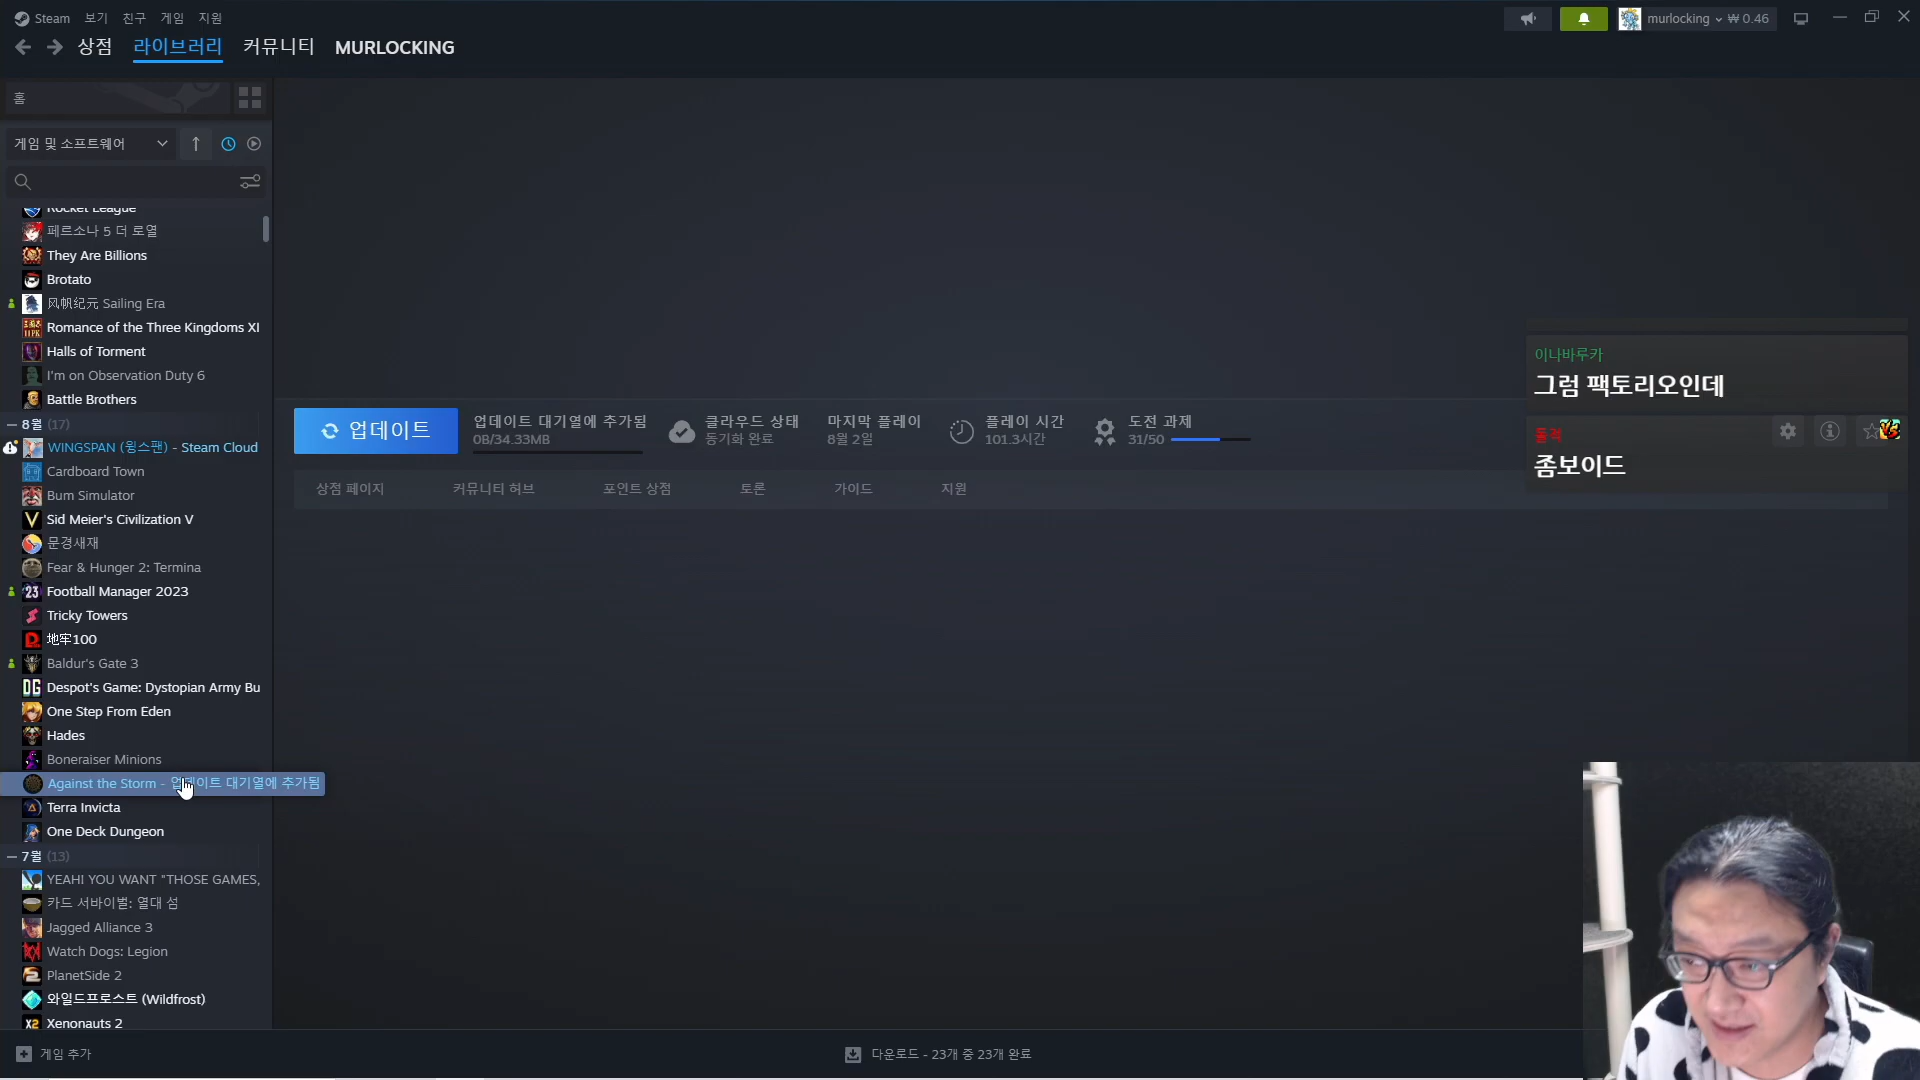 Steam 보기 친구 게임 지원
murlocking ₩ 0.46
상점 라이브러리 커뮤니티 MURLOCKING
홈
게임 및 소프트웨어
Rocket League
페르소나 5 더 로열
They Are Billions
Brotato
风帆纪元 Sailing Era
Romance of the Three Kingdoms XI
Halls of Torment
I'm on Observation Duty 6
Battle Brothers
8월 (17)
WINGSPAN (윙스팬) - Steam Cloud
Cardboard Town
Bum Simulator
Sid Meier's Civilization V
문경새재
Fear & Hunger 2: Termina
Football Manager 2023
Tricky Towers
地牢100
Baldur's Gate 3
Despot's Game: Dystopian Army Bu
One Step From Eden
Hades
Boneraiser Minions
Against the Storm - 업데이트 대기열에 추가됨
Terra Invicta
One Deck Dungeon
7월 (13)
YEAH! YOU WANT "THOSE GAMES,
카드 서바이벌: 열대 섬
Jagged Alliance 3
Watch Dogs: Legion
PlanetSide 2
와일드프로스트 (Wildfrost)
Xenonauts 2
게임 추가
업데이트
업데이트 대기열에 추가됨
0B/34.33MB
클라우드 상태
동기화 완료
마지막 플레이
8월 2일
플레이 시간
101.3시간
도전 과제
31/50
상점 페이지 커뮤니티 허브 포인트 상점 토론 가이드 지원
이나바루카
그럼 팩토리오인데
좀보이드
다운로드 - 23개 중 23개 완료